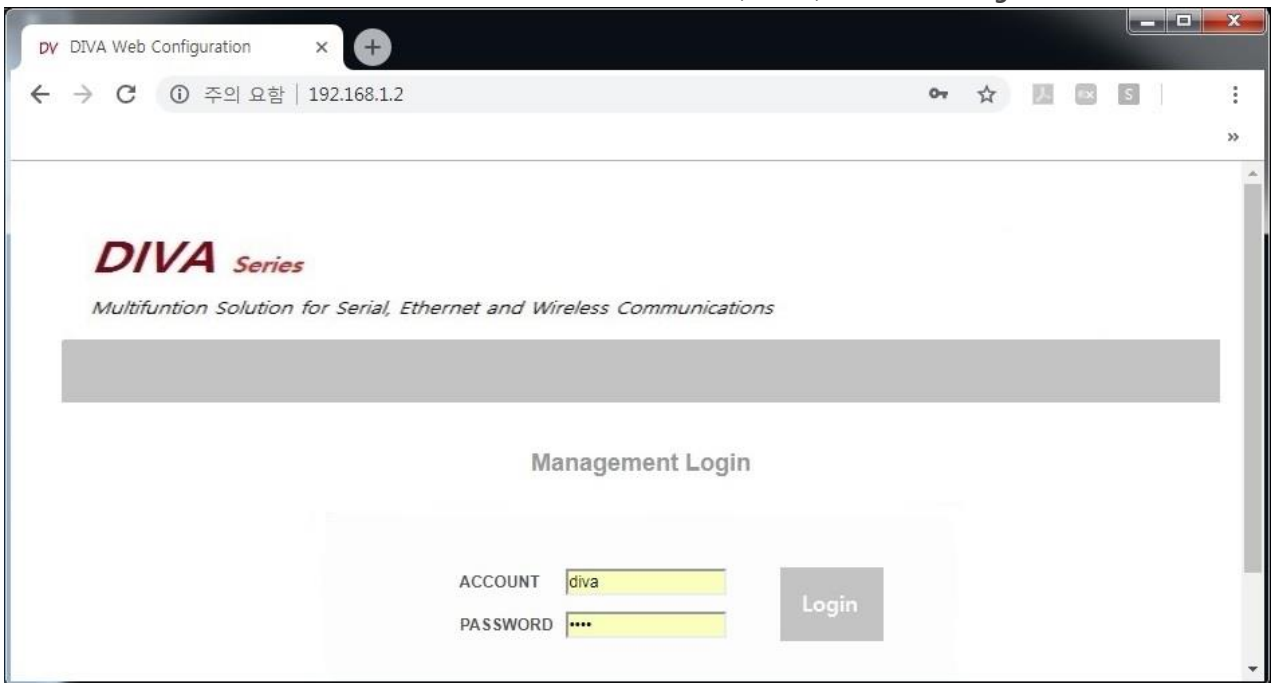 DV DIVA Web Configuration
주의 요함 192.168.1.2
DIVA Series
Multifuntion Solution for Serial, Ethernet and Wireless Communications
Management Login
ACCOUNT diva
PASSWORD ••••
Login